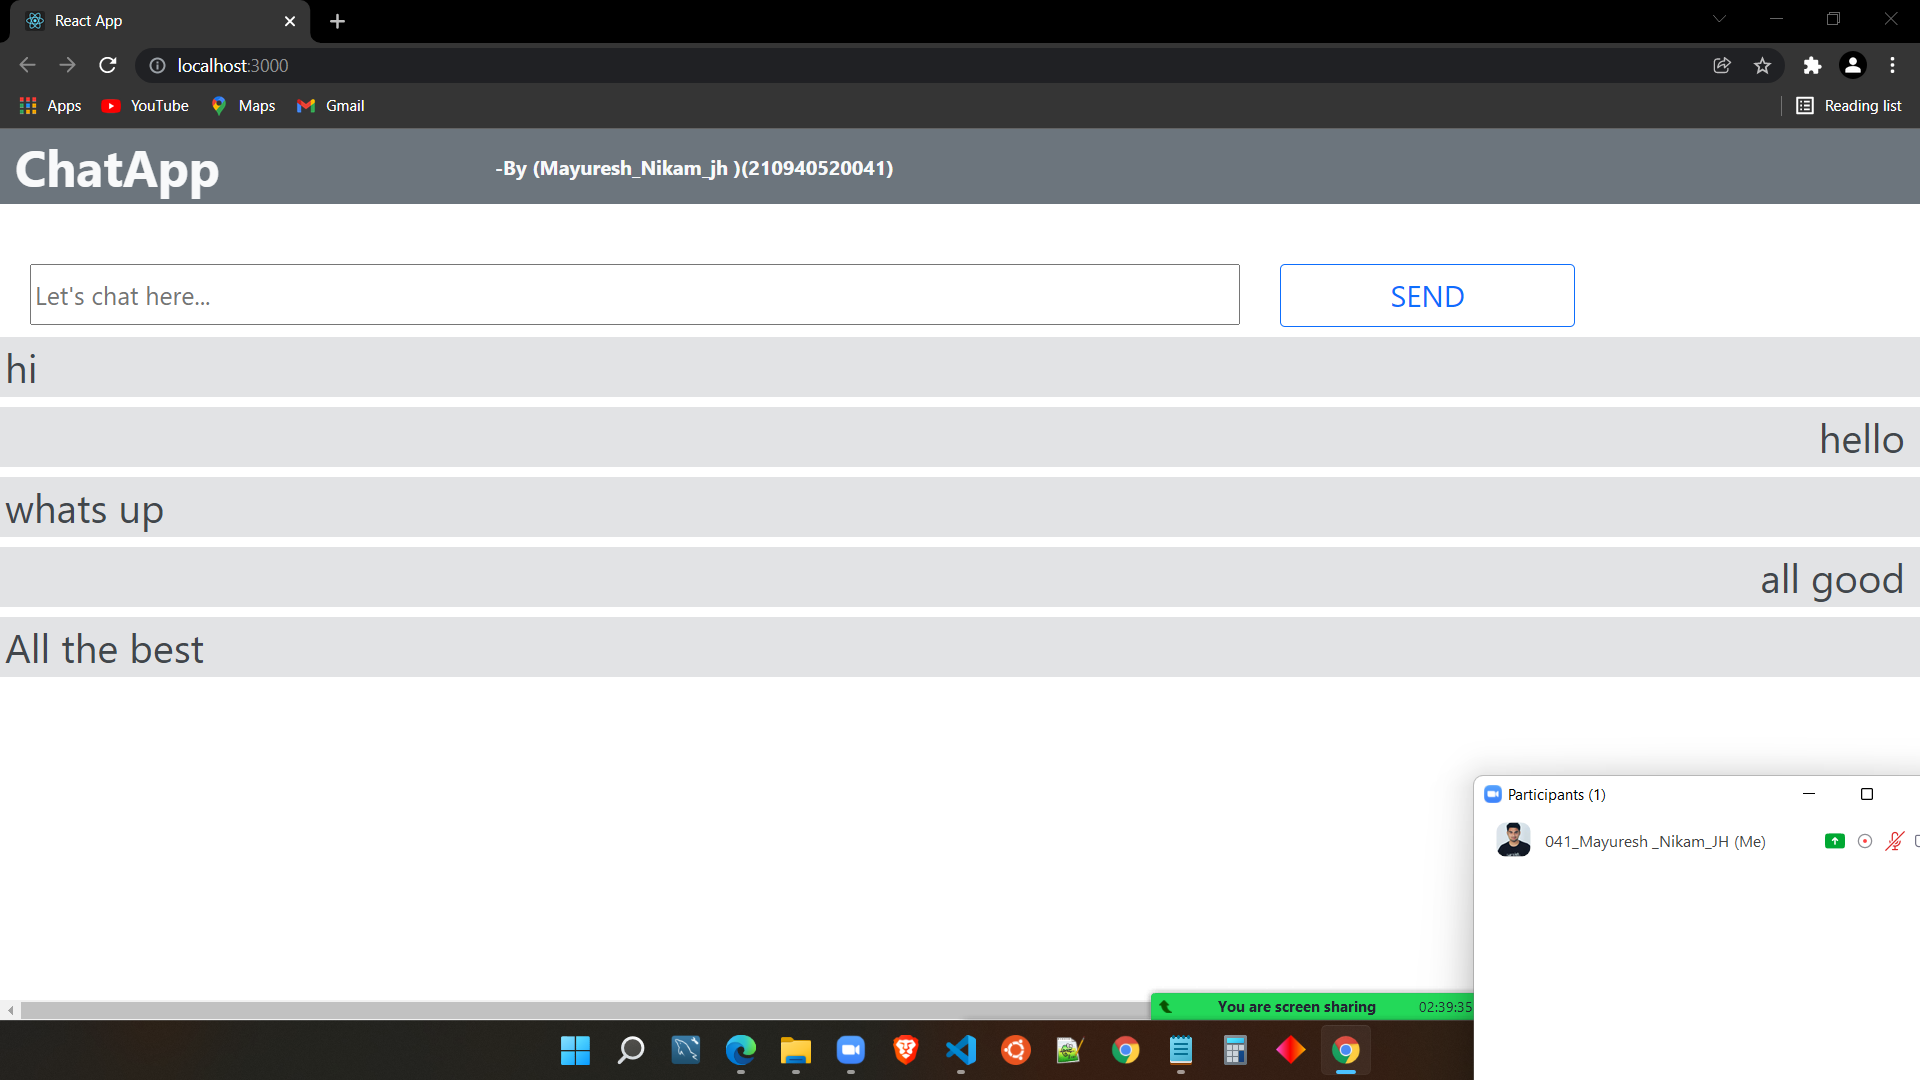 React App
localhost:3000
Apps YouTube Maps Gmail Reading list
ChatApp -By (Mayuresh_Nikam_jh )(210940520041)
Let's chat here... SEND
hi
hello
whats up
all good
All the best
Participants (1)
041_Mayuresh _Nikam_JH (Me)
You are screen sharing 02:39:35